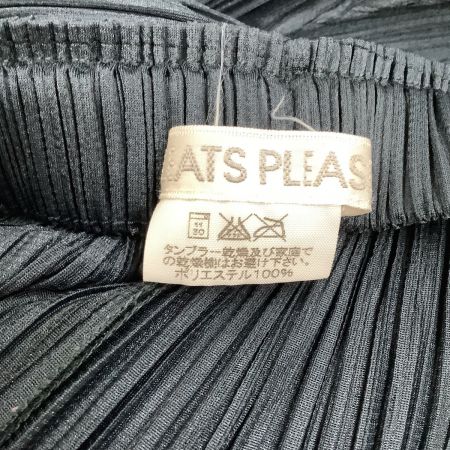 EATS PLEAS
弱
30
タンブラー乾燥及び家庭で
の乾燥機はお避け下さい。
ポリエステル100%